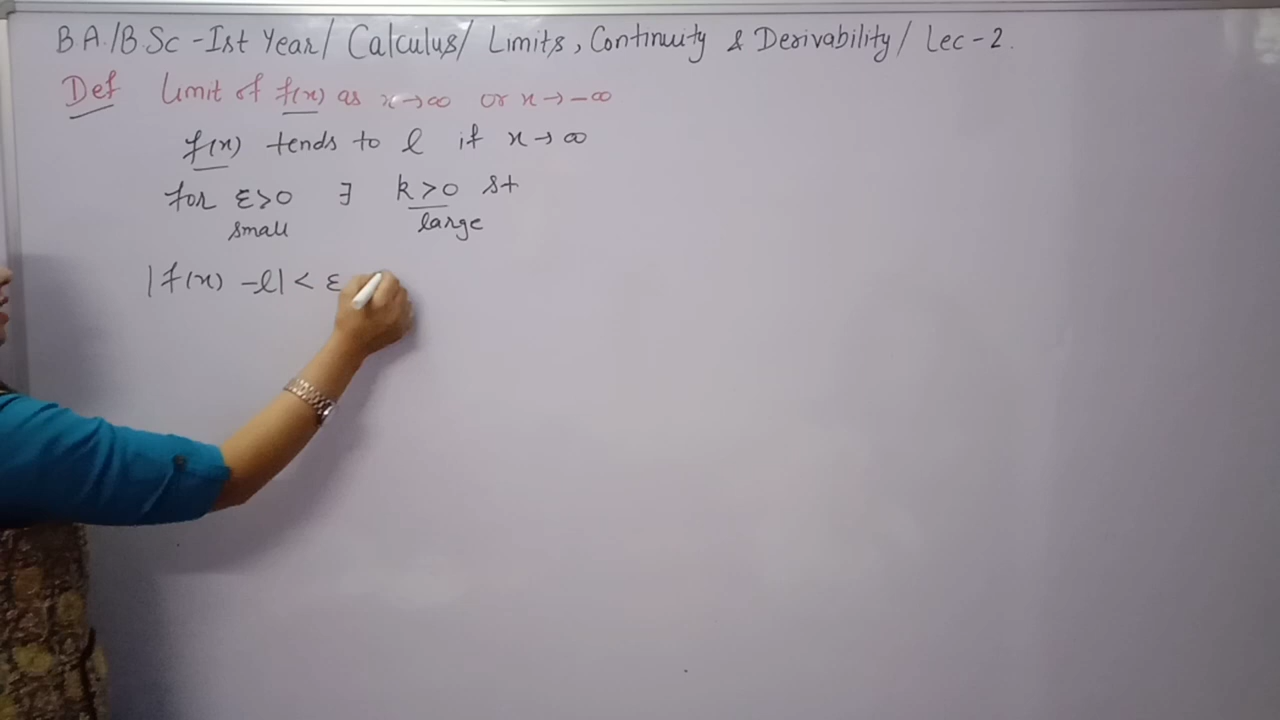 B.A./B.Sc - Ist Year/ Calculus/ Limits, Continuity & Derivability/ Lec-2.
Def Limit of f(x) as x→∞ or x→-∞
f(x) tends to l if x→∞
for ε>0 ∃ k>0 st
small large
|f(x) -l| < ε